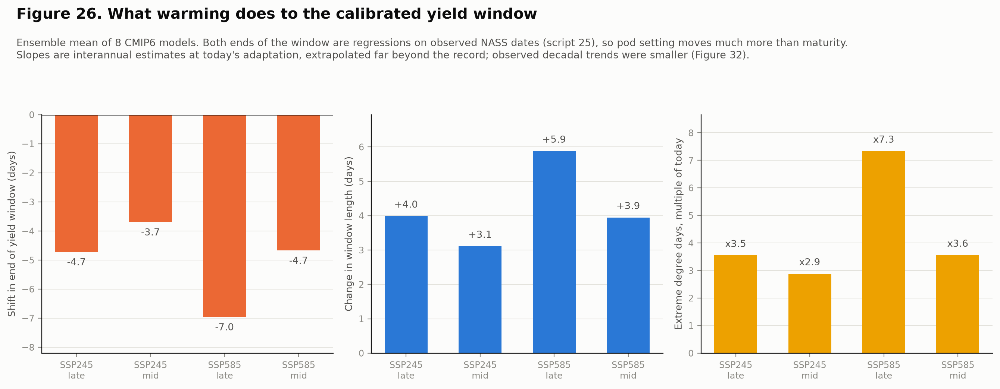 Figure 26. What warming does to the calibrated yield window
Ensemble mean of 8 CMIP6 models. Both ends of the window are regressions on observed NASS dates (script 25), so pod setting moves much more than maturity.
Slopes are interannual estimates at today's adaptation, extrapolated far beyond the record; observed decadal trends were smaller (Figure 32).
Shift in end of yield window (days)
0
−1
−2
−3
−4
−5
−6
−7
−8
-4.7
-3.7
-7.0
-4.7
SSP245
late
SSP245
mid
SSP585
late
SSP585
mid
Change in window length (days)
6
5
4
3
2
1
0
+4.0
+3.1
+5.9
+3.9
SSP245
late
SSP245
mid
SSP585
late
SSP585
mid
Extreme degree days, multiple of today
8
7
6
5
4
3
2
1
0
x3.5
x2.9
x7.3
x3.6
SSP245
late
SSP245
mid
SSP585
late
SSP585
mid